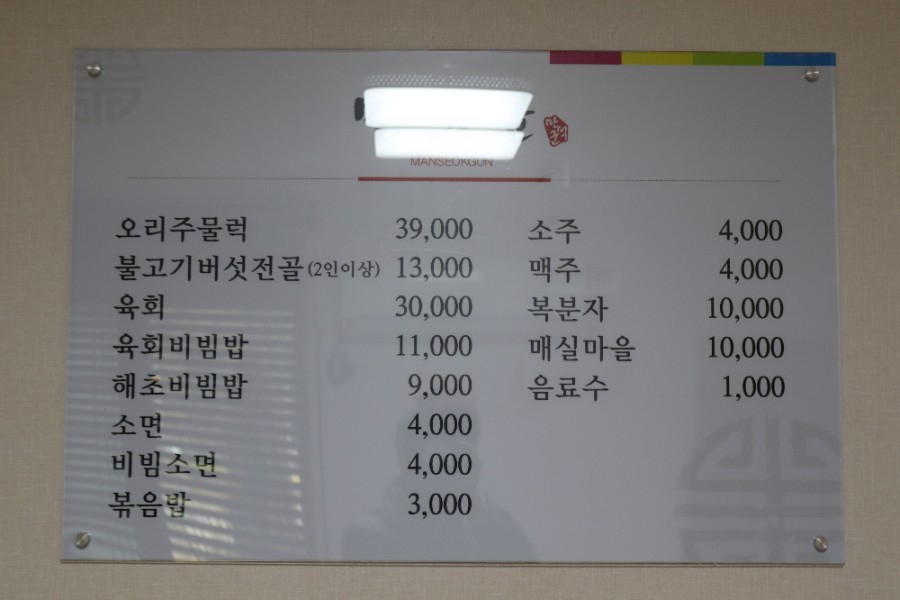 MANSEOKGUN
오리주물럭 39,000
불고기버섯전골(2인이상) 13,000
육회 30,000
육회비빔밥 11,000
해초비빔밥 9,000
소면 4,000
비빔소면 4,000
볶음밥 3,000
소주 4,000
맥주 4,000
복분자 10,000
매실마을 10,000
음료수 1,000